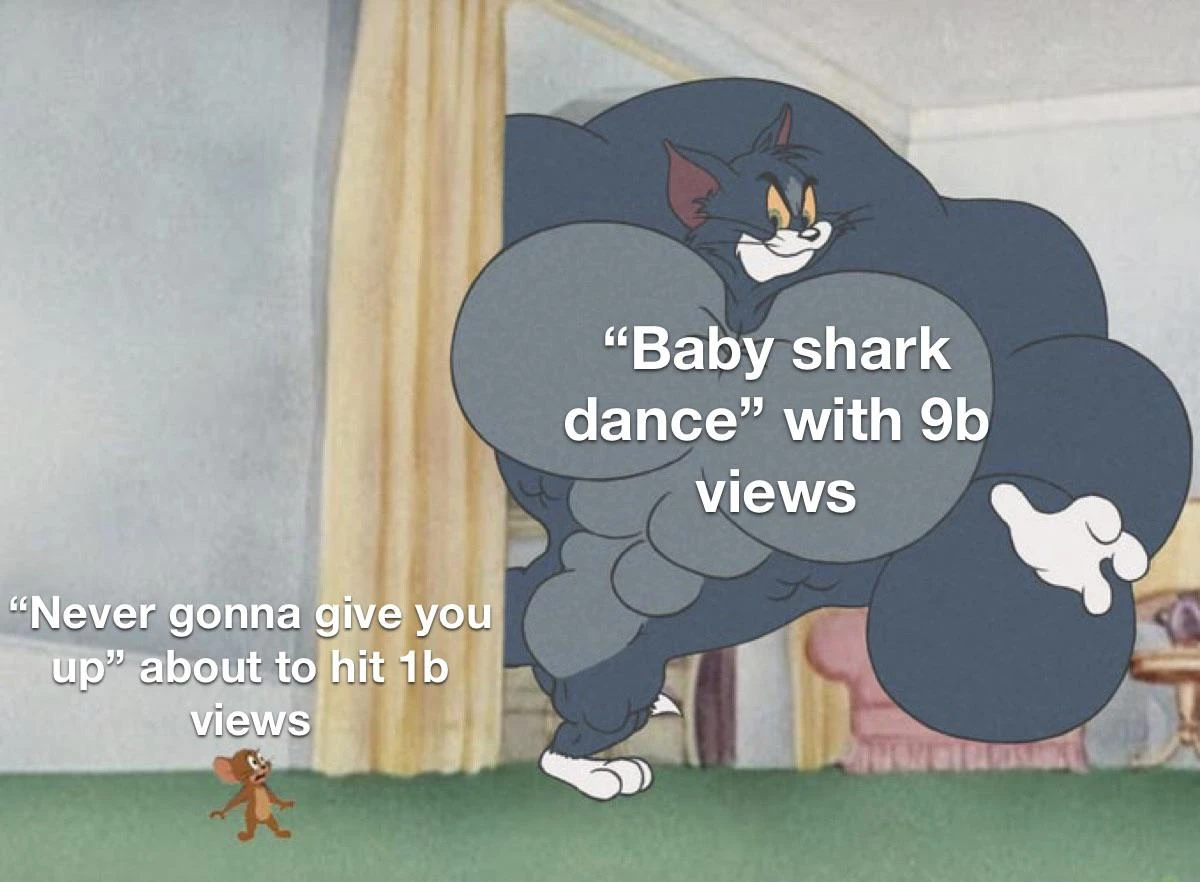 “Baby shark
dance” with 9b
views
“Never gonna give you
up” about to hit 1b
views